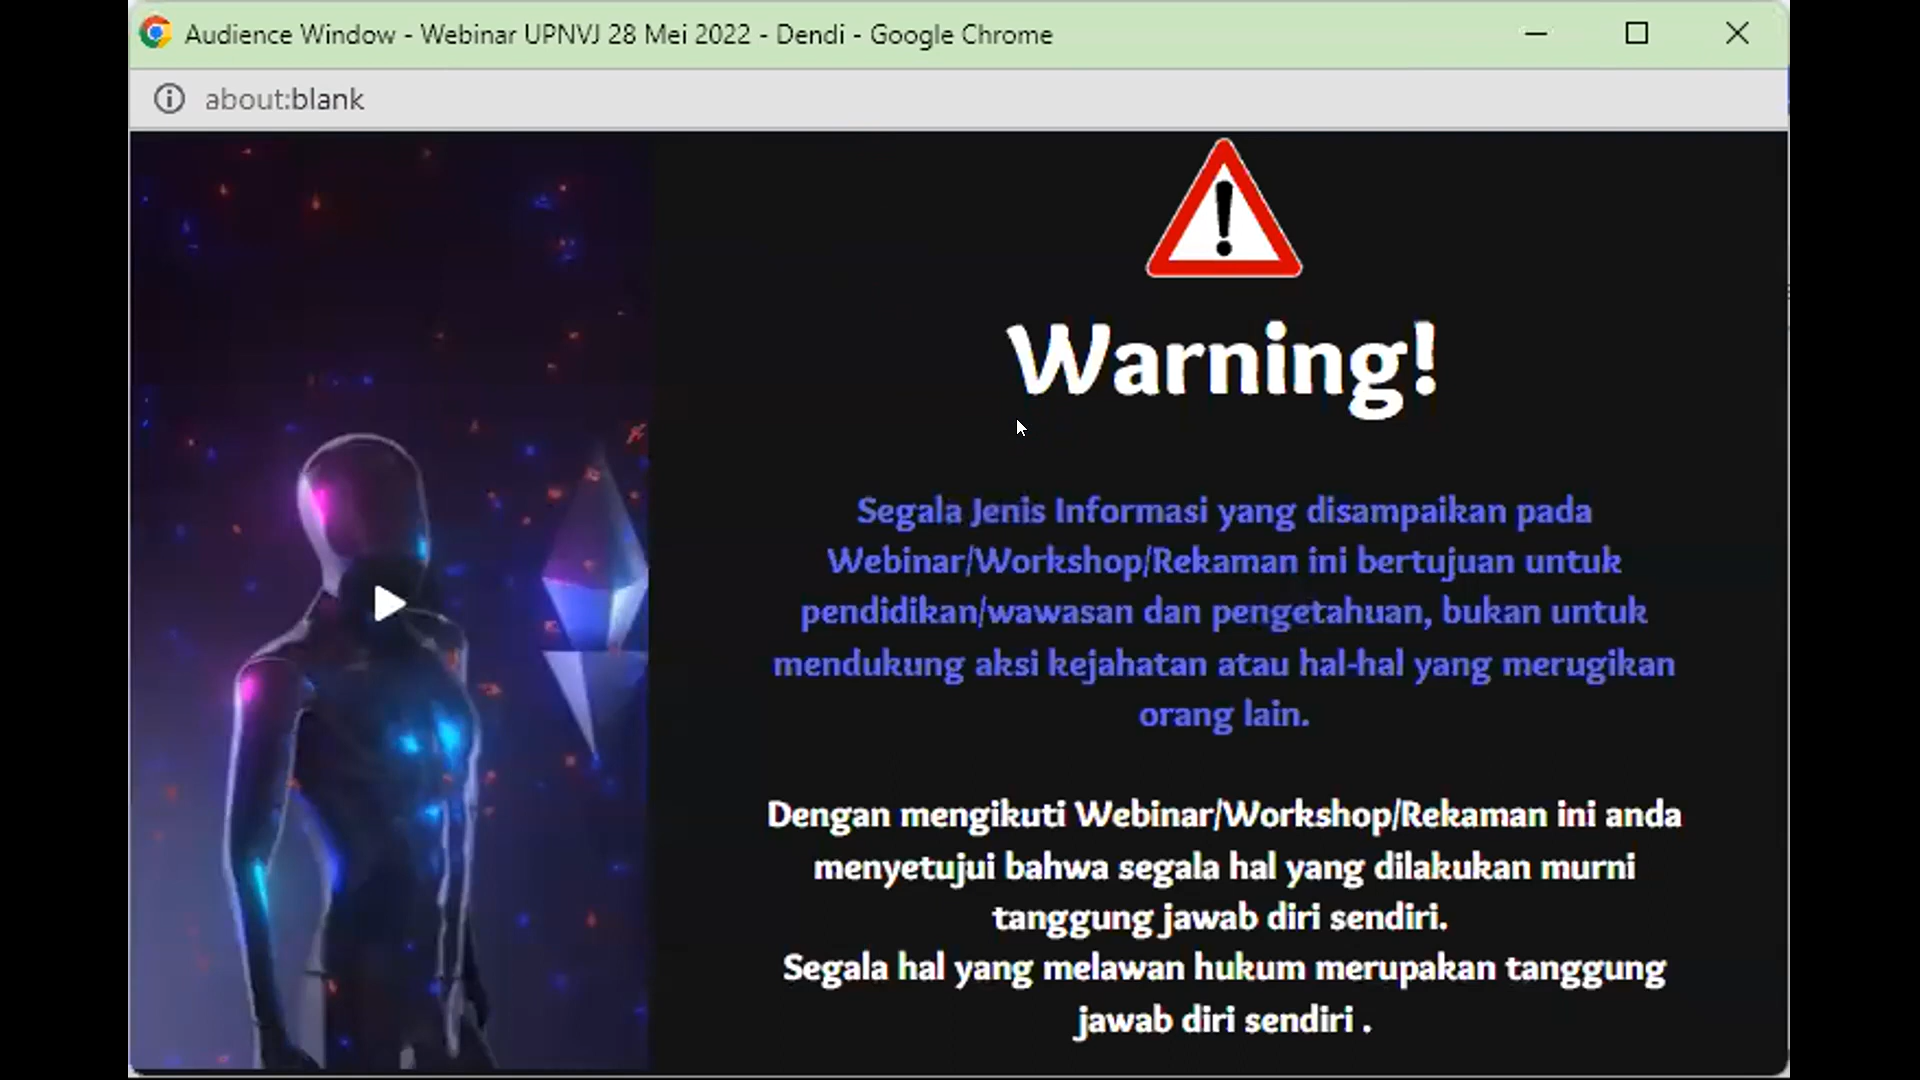 Audience Window - Webinar UPNVJ 28 Mei 2022 - Dendi - Google Chrome
about:blank
Warning!
Segala Jenis Informasi yang disampaikan pada
Webinar/Workshop/Rekaman ini bertujuan untuk
pendidikan/wawasan dan pengetahuan, bukan untuk
mendukung aksi kejahatan atau hal-hal yang merugikan
orang lain.
Dengan mengikuti Webinar/Workshop/Rekaman ini anda
menyetujui bahwa segala hal yang dilakukan murni
tanggung jawab diri sendiri.
Segala hal yang melawan hukum merupakan tanggung
jawab diri sendiri .